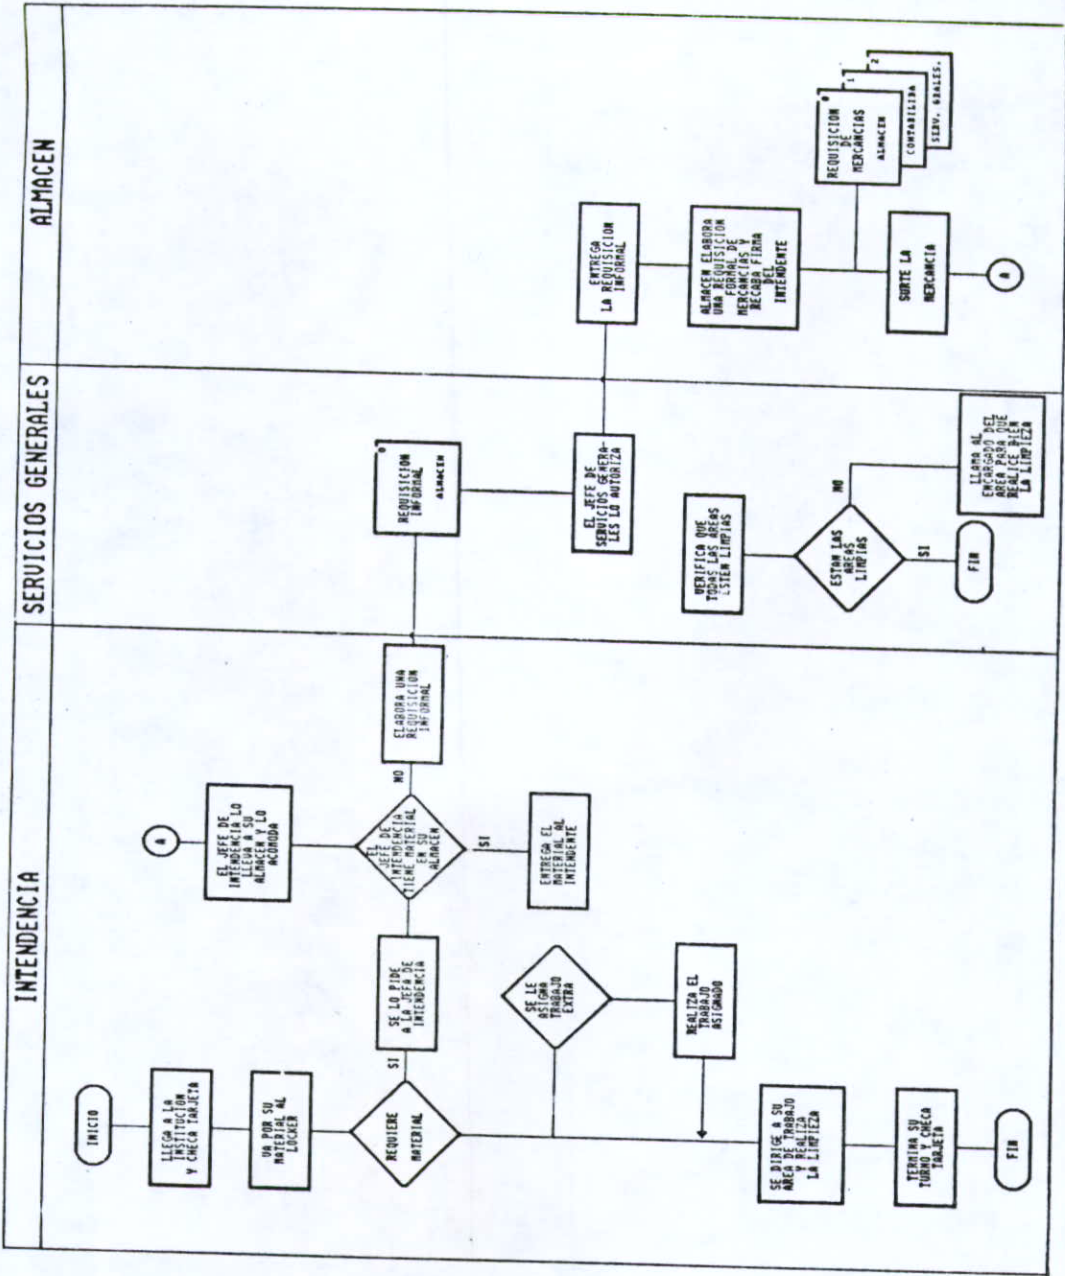 INTENDENCIA
SERVICIOS GENERALES
ALMACEN
INICIO
LLEGA A LA
INSTITUCION
Y CHECA TARJETA
VA POR SU
MATERIAL AL
LOCKER
REQUIERE
MATERIAL
SI
SE LO PIDE
A LA JEFA DE
INTENDENCIA
EL
JEFE DE
INTENDENCIA
TIENE MATERIAL
EN SU
ALMACEN
NO
SI
A
EL JEFE DE
INTENDENCIA LO
LLEVA A SU
ALMACEN Y LO
ACOMODA
ENTREGA EL
MATERIAL AL
INTENDENTE
ELABORA UNA
REQUISICION
INFORMAL
SE LE
ASIGNA
TRABAJO
EXTRA
REALIZA EL
TRABAJO
ASIGNADO
SE DIRIGE A SU
AREA DE TRABAJO
Y REALIZA
LA LIMPIEZA
TERMINA SU
TURNO Y CHECA
TARJETA
FIN
0
REQUISICION
INFORMAL
ALMACEN
EL JEFE DE
SERVICIOS GENERA-
LES LO AUTORIZA
VERIFICA QUE
TODAS LAS AREAS
ESTEN LIMPIAS
ESTAN LAS
AREAS
LIMPIAS
NO
SI
LLAMA AL
ENCARGADO DEL
AREA PARA QUE
REALICE BIEN
LA LIMPIEZA
FIN
ENTREGA
LA REQUISICION
INFORMAL
ALMACEN ELABORA
UNA REQUISICION
FORMAL DE
MERCANCIAS Y
RECABA FIRMA
DEL
INTENDENTE
0
REQUISICION
DE
MERCANCIAS
ALMACEN
1
CONTABILIDA
2
SERV. GRALES.
SURTE LA
MERCANCIA
A